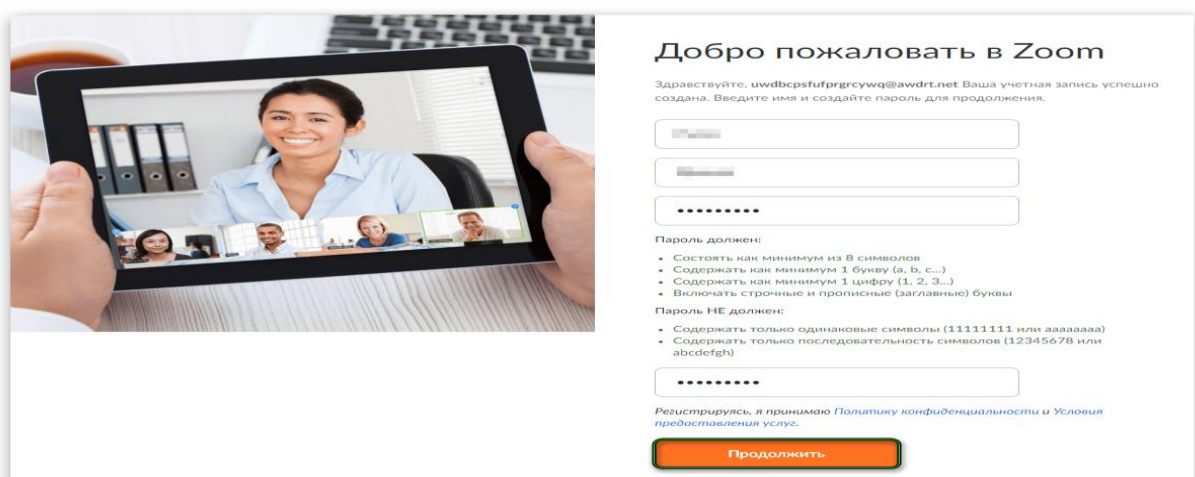 Добро пожаловать в Zoom
Здравствуйте, uwdbcpsfufprgrcywq@awdrt.net Ваша учетная запись успешно
создана. Введите имя и создайте пароль для продолжения.
•••••••••
Пароль должен:
• Состоять как минимум из 8 символов
• Содержать как минимум 1 букву (a, b, c...)
• Содержать как минимум 1 цифру (1, 2, 3...)
• Включать строчные и прописные (заглавные) буквы
Пароль НЕ должен:
• Содержать только одинаковые символы (11111111 или aaaaaaaa)
• Содержать только последовательность символов (12345678 или
abcdefgh)
•••••••••
Регистрируясь, я принимаю Политику конфиденциальности и Условия
предоставления услуг.
Продолжить